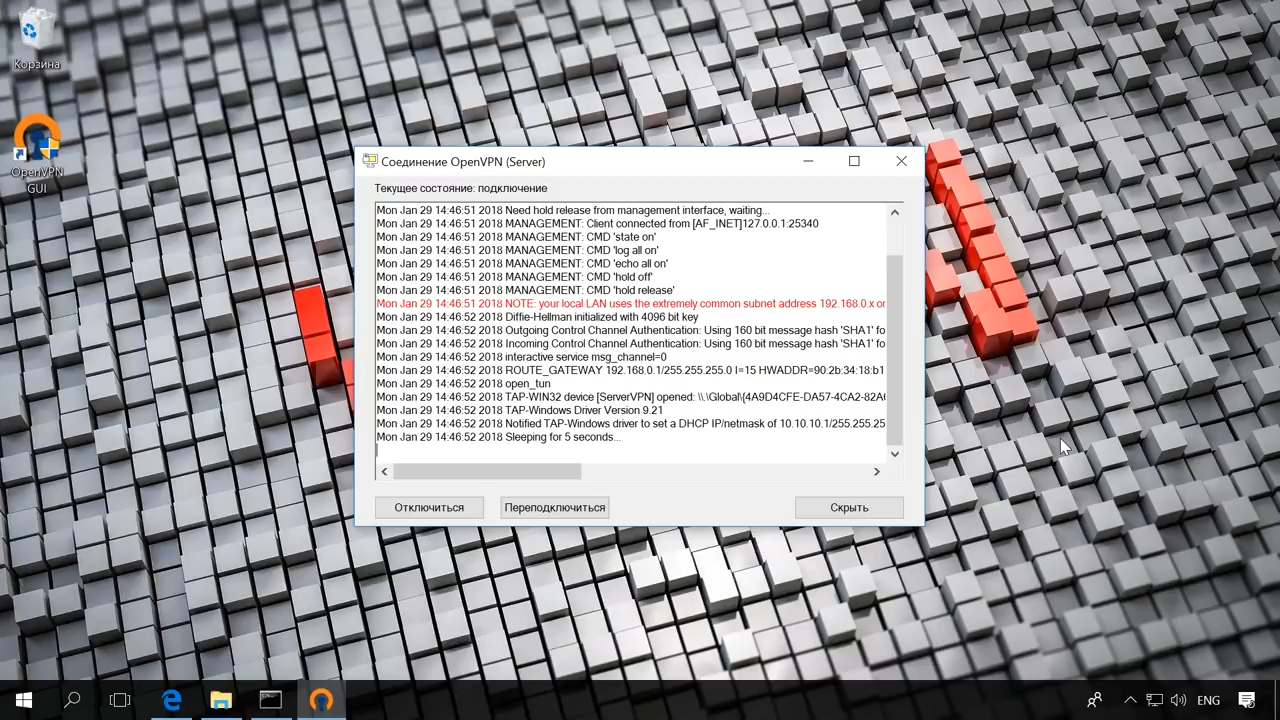 Корзина
OpenVPN
GUI
Соединение OpenVPN (Server)
Текущее состояние: подключение
Mon Jan 29 14:46:51 2018 Need hold release from management interface, waiting...
Mon Jan 29 14:46:51 2018 MANAGEMENT: Client connected from [AF_INET]127.0.0.1:25340
Mon Jan 29 14:46:51 2018 MANAGEMENT: CMD 'state on'
Mon Jan 29 14:46:51 2018 MANAGEMENT: CMD 'log all on'
Mon Jan 29 14:46:51 2018 MANAGEMENT: CMD 'echo all on'
Mon Jan 29 14:46:51 2018 MANAGEMENT: CMD 'hold off'
Mon Jan 29 14:46:51 2018 MANAGEMENT: CMD 'hold release'
Mon Jan 29 14:46:51 2018 NOTE: your local LAN uses the extremely common subnet address 192.168.0.x or
Mon Jan 29 14:46:52 2018 Diffie-Hellman initialized with 4096 bit key
Mon Jan 29 14:46:52 2018 Outgoing Control Channel Authentication: Using 160 bit message hash 'SHA1' fo
Mon Jan 29 14:46:52 2018 Incoming Control Channel Authentication: Using 160 bit message hash 'SHA1' fo
Mon Jan 29 14:46:52 2018 interactive service msg_channel=0
Mon Jan 29 14:46:52 2018 ROUTE_GATEWAY 192.168.0.1/255.255.255.0 I=15 HWADDR=90:2b:34:18:b1
Mon Jan 29 14:46:52 2018 open_tun
Mon Jan 29 14:46:52 2018 TAP-WIN32 device [ServerVPN] opened: \\.\Global\{4A9D4CFE-DA57-4CA2-82A6
Mon Jan 29 14:46:52 2018 TAP-Windows Driver Version 9.21
Mon Jan 29 14:46:52 2018 Notified TAP-Windows driver to set a DHCP IP/netmask of 10.10.10.1/255.255.25
Mon Jan 29 14:46:52 2018 Sleeping for 5 seconds...
Отключиться
Переподключиться
Скрыть
ENG